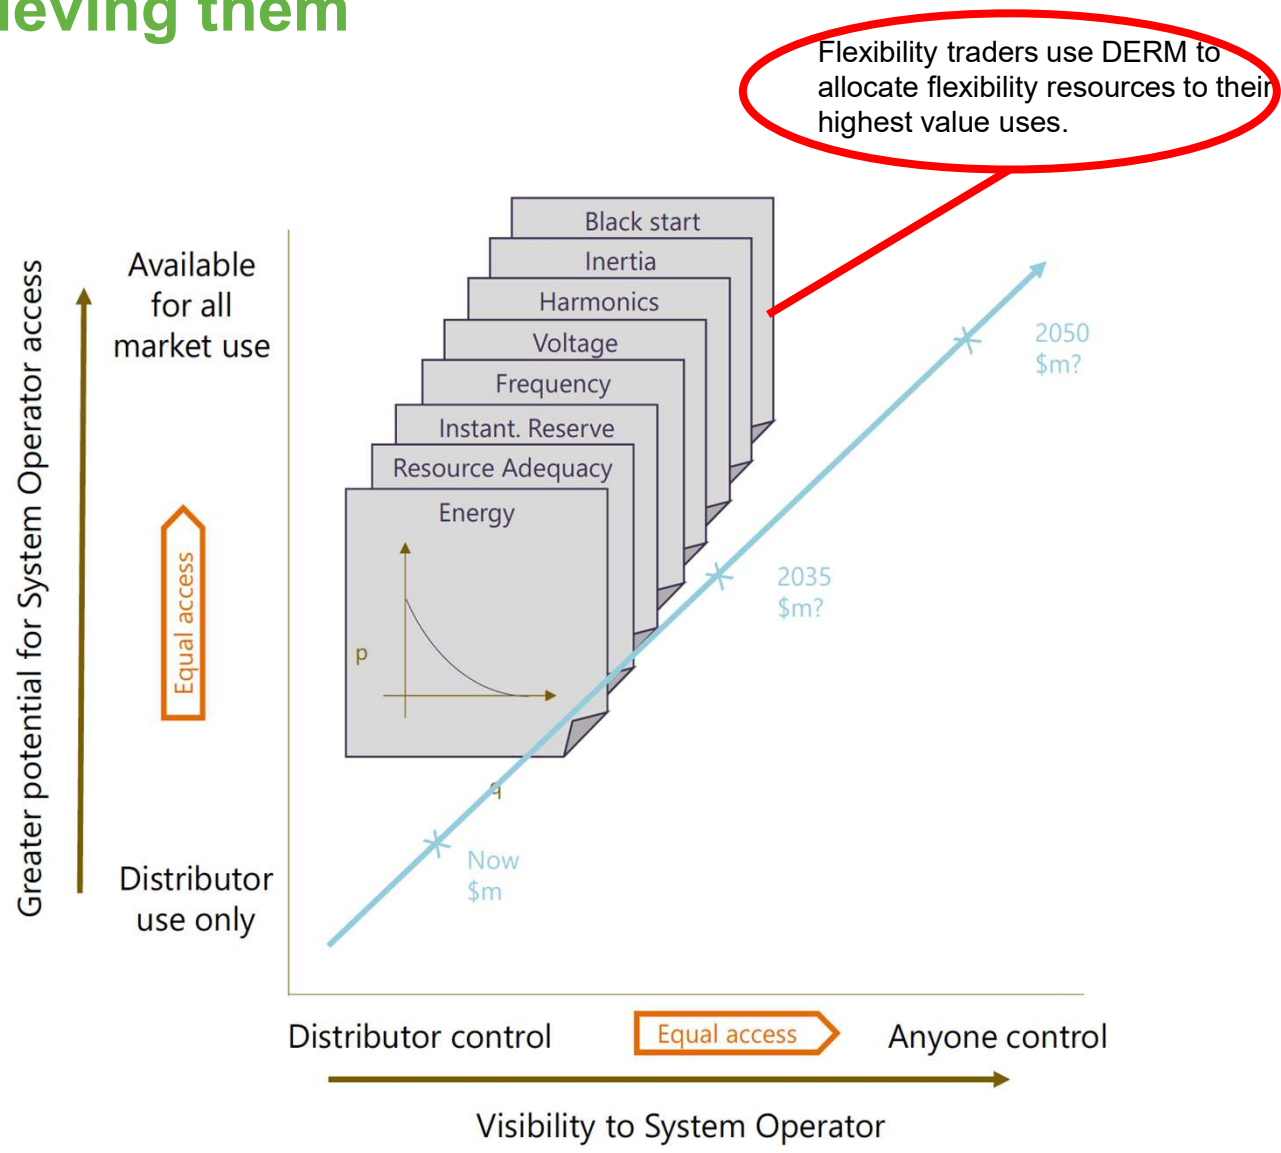 ieving them
Flexibility traders use DERM to
allocate flexibility resources to their
highest value uses.
Black start
Inertia
Harmonics
Voltage
Frequency
Instant. Reserve
Resource Adequacy
Energy
p
q
Greater potential for System Operator access
Available
for all
market use
Equal access
Distributor
use only
2050
$m?
2035
$m?
Now
$m
Distributor control
Equal access
Anyone control
Visibility to System Operator